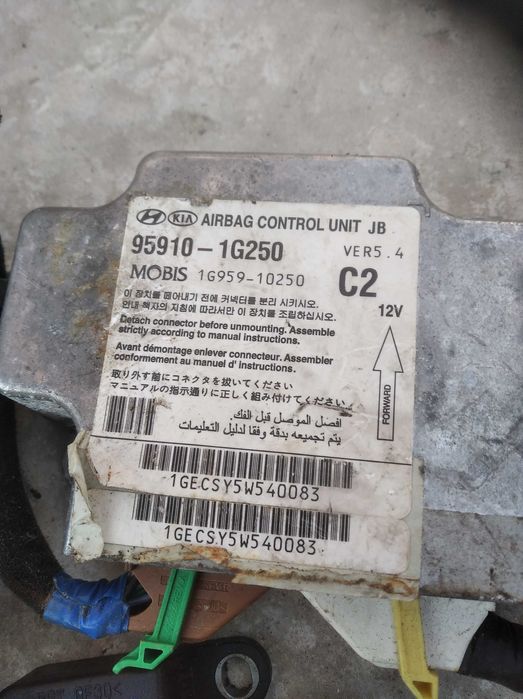 HYUNDAI KIA AIRBAG CONTROL UNIT JB
95910-1G250 VER5.4
MOBIS 1G959-10250 C2
12V
이 장치를 떼어내기 전에 커넥터를 분리 시키시오.
안내 책자의 지침에 따라서만 이 장치를 조립하십시오.
Detach connector before unmounting. Assemble
strictly according to manual instructions.
Avant démontage enlever connecteur. Assembler
conformement au manuel d' instructions.
取り外す前にコネクタを抜いてください
マニュアルの指示通りに正しく組み付けてください.
افصل الموصل قبل الفك
يتم تجميعه بدقة وفقا لدليل التعليمات
FORWARD
1GECSY5W540083
1GECSY5W540083